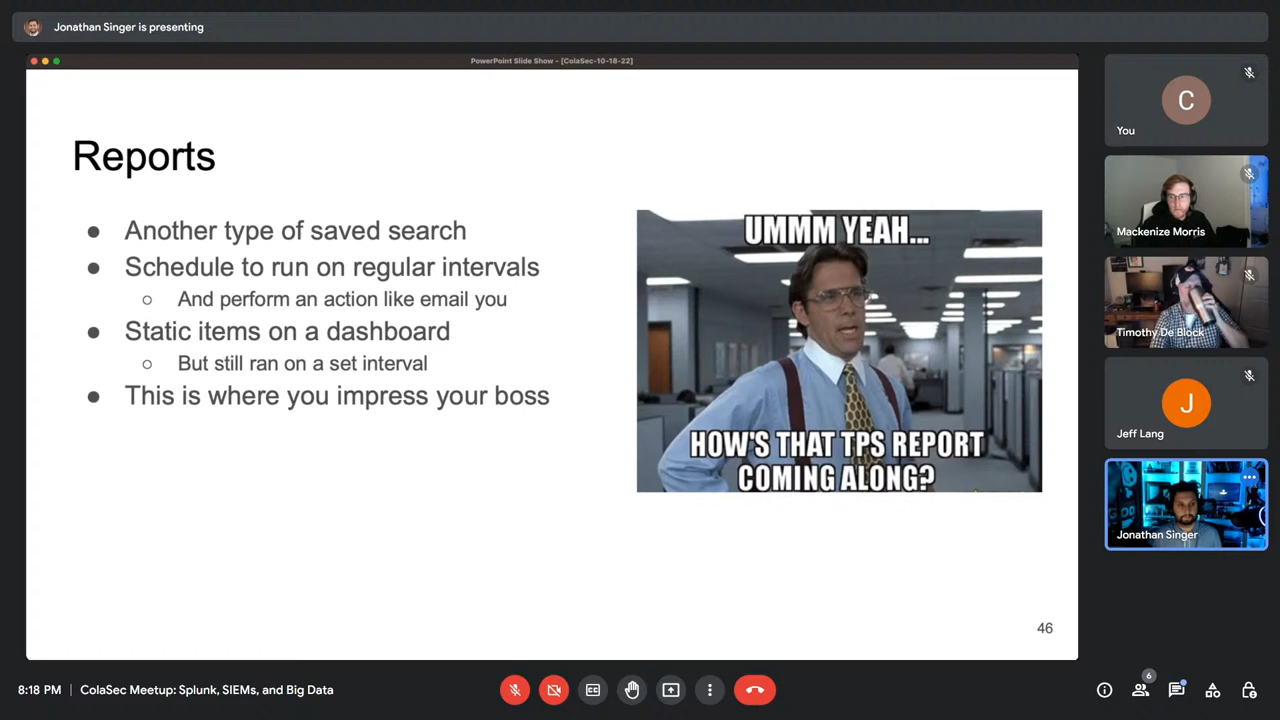 Jonathan Singer is presenting
PowerPoint Slide Show - [ColaSec-10-18-22]
Reports
Another type of saved search
Schedule to run on regular intervals
And perform an action like email you
Static items on a dashboard
But still ran on a set interval
This is where you impress your boss
UMMM YEAH...
HOW'S THAT TPS REPORT
COMING ALONG?
46
C
You
Mackenize Morris
Timothy De Block
J
Jeff Lang
Jonathan Singer
8:18 PM | ColaSec Meetup: Splunk, SIEMs, and Big Data
CC
6